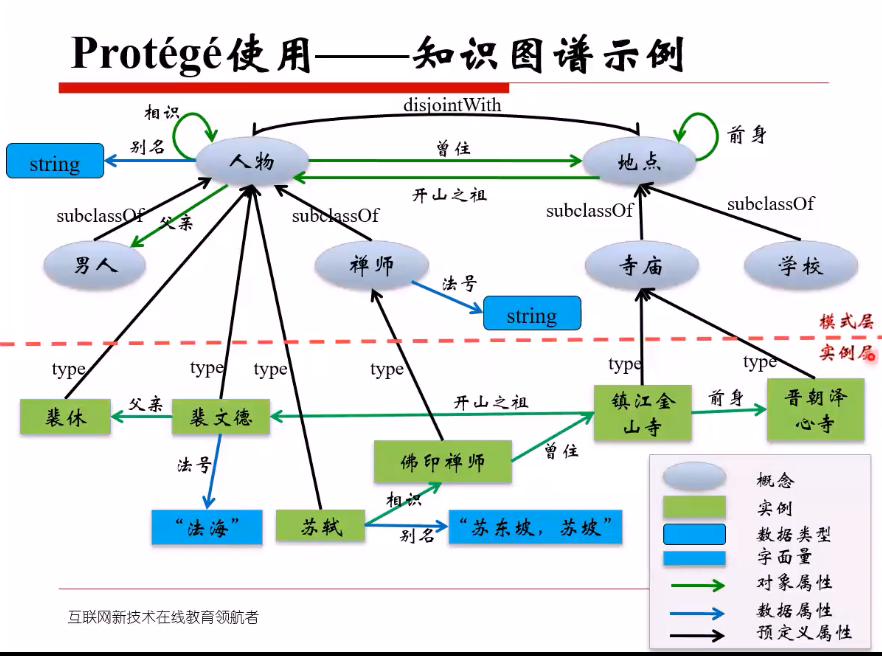 Protégé使用——知识图谱示例
disjointWith
相识
别名
string
人物
曾住
地点
前身
开山之祖
subclassOf
父亲
subclassOf
subclassOf
subclassOf
男人
禅师
寺庙
学校
法号
string
模式层
实例层
type
type
type
type
type
type
裴休
父亲
裴文德
开山之祖
镇江金
山寺
前身
晋朝泽
心寺
法号
佛印禅师
曾住
相识
“法海”
苏轼
别名
“苏东坡，苏坡”
概念
实例
数据类型
字面量
对象属性
数据属性
预定义属性
互联网新技术在线教育领航者